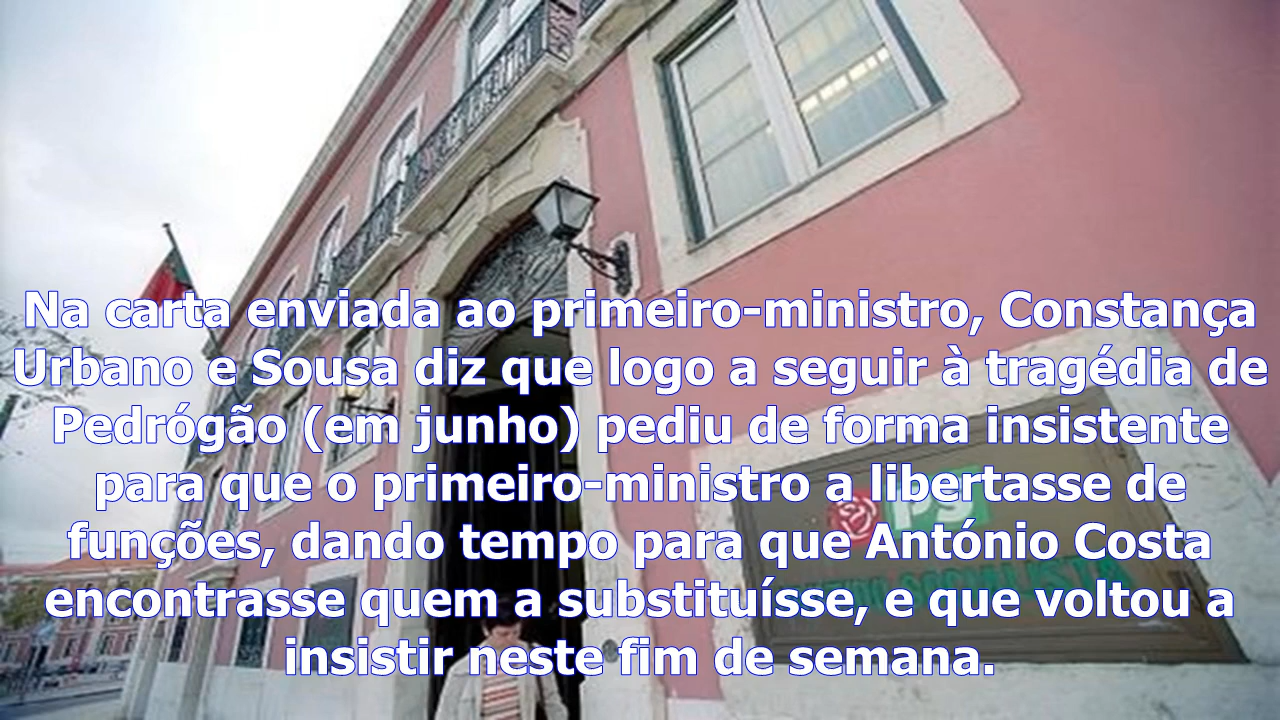 Na carta enviada ao primeiro-ministro, Constança
Urbano e Sousa diz que logo a seguir à tragédia de
Pedrógão (em junho) pediu de forma insistente
para que o primeiro-ministro a libertasse de
funções, dando tempo para que António Costa
encontrasse quem a substituísse, e que voltou a
insistir neste fim de semana.
PS
SOCIALISTA